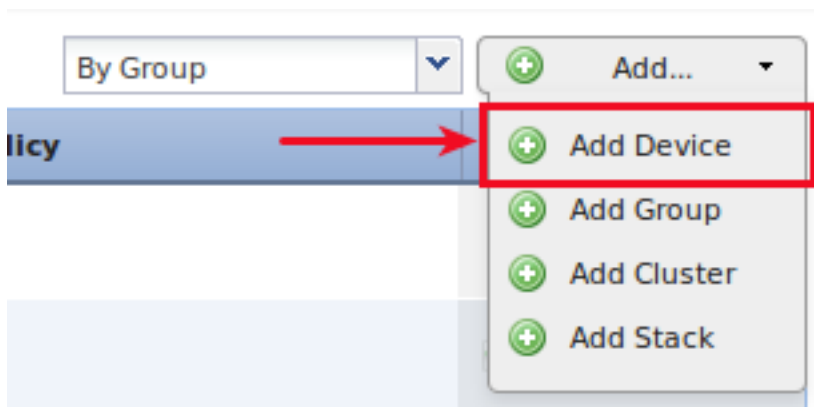 By Group
Add...
licy
Add Device
Add Group
Add Cluster
Add Stack